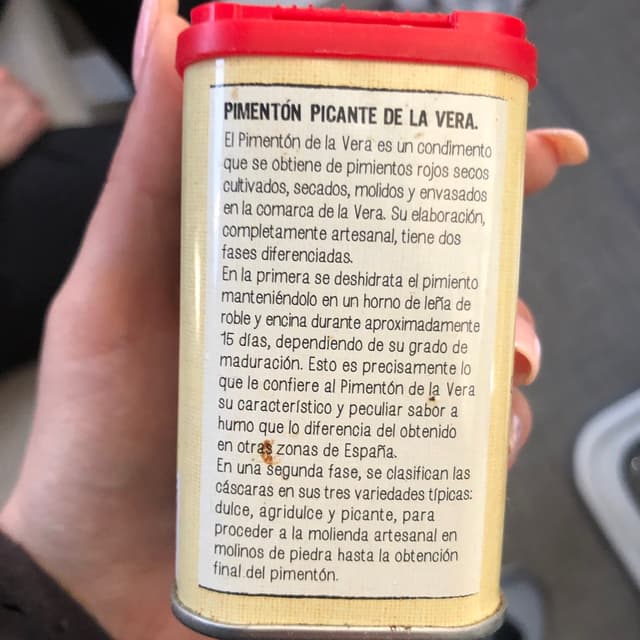 PIMENTÓN PICANTE DE LA VERA.
El Pimentón de la Vera es un condimento
que se obtiene de pimientos rojos secos
cultivados, secados, molidos y envasados
en la comarca de la Vera. Su elaboración,
completamente artesanal, tiene dos
fases diferenciadas.
En la primera se deshidrata el pimiento
manteniéndolo en un horno de leña de
roble y encina durante aproximadamente
15 días, dependiendo de su grado de
maduración. Esto es precisamente lo
que le confiere al Pimentón de la Vera
su característico y peculiar sabor a
humo que lo diferencia del obtenido
en otras zonas de España.
En una segunda fase, se clasifican las
cáscaras en sus tres variedades típicas:
dulce, agridulce y picante, para
proceder a la molienda artesanal en
molinos de piedra hasta la obtención
final del pimentón.